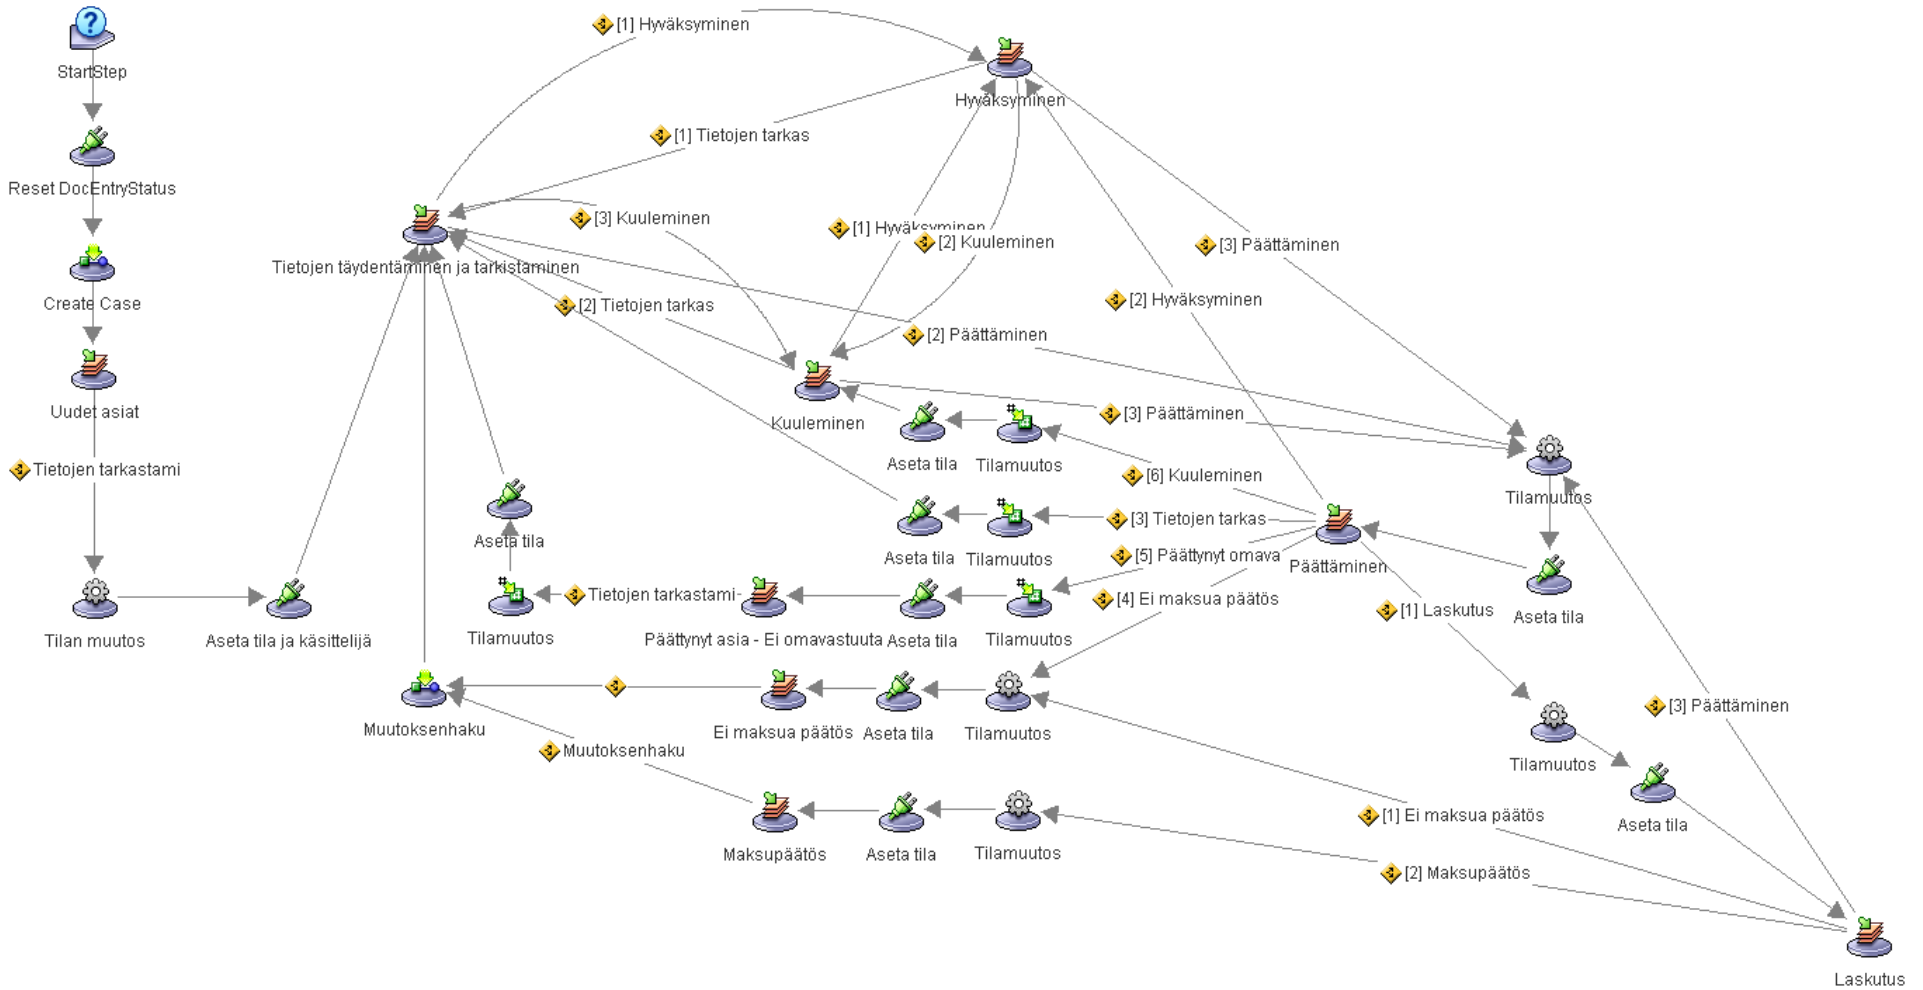 [1] Hyväksyminen
StartStep
Hyväksyminen
[1] Tietojen tarkas
Reset DocEntryStatus
[3] Kuuleminen
[1] Hyväksyminen
[2] Kuuleminen
[3] Päättäminen
Tietojen täydentäminen ja tarkistaminen
Create Case
[2] Tietojen tarkas
[2] Hyväksyminen
[2] Päättäminen
Uudet asiat
Kuuleminen
[3] Päättäminen
Tietojen tarkastami
Aseta tila
Tilamuutos
[6] Kuuleminen
Tilamuutos
Aseta tila
[3] Tietojen tarkas
Aseta tila
Tilamuutos
[5] Päättynyt omava
Päättäminen
Tietojen tarkastami
[4] Ei maksua päätös
[1] Laskutus
Aseta tila
Tilan muutos
Aseta tila ja käsittelijä
Tilamuutos
Päättynyt asia - Ei omavastuuta
Aseta tila
Tilamuutos
[3] Päättäminen
Muutoksenhaku
Ei maksua päätös
Aseta tila
Tilamuutos
Muutoksenhaku
Tilamuutos
[1] Ei maksua päätös
Aseta tila
Maksupäätös
Aseta tila
Tilamuutos
[2] Maksupäätös
Laskutus